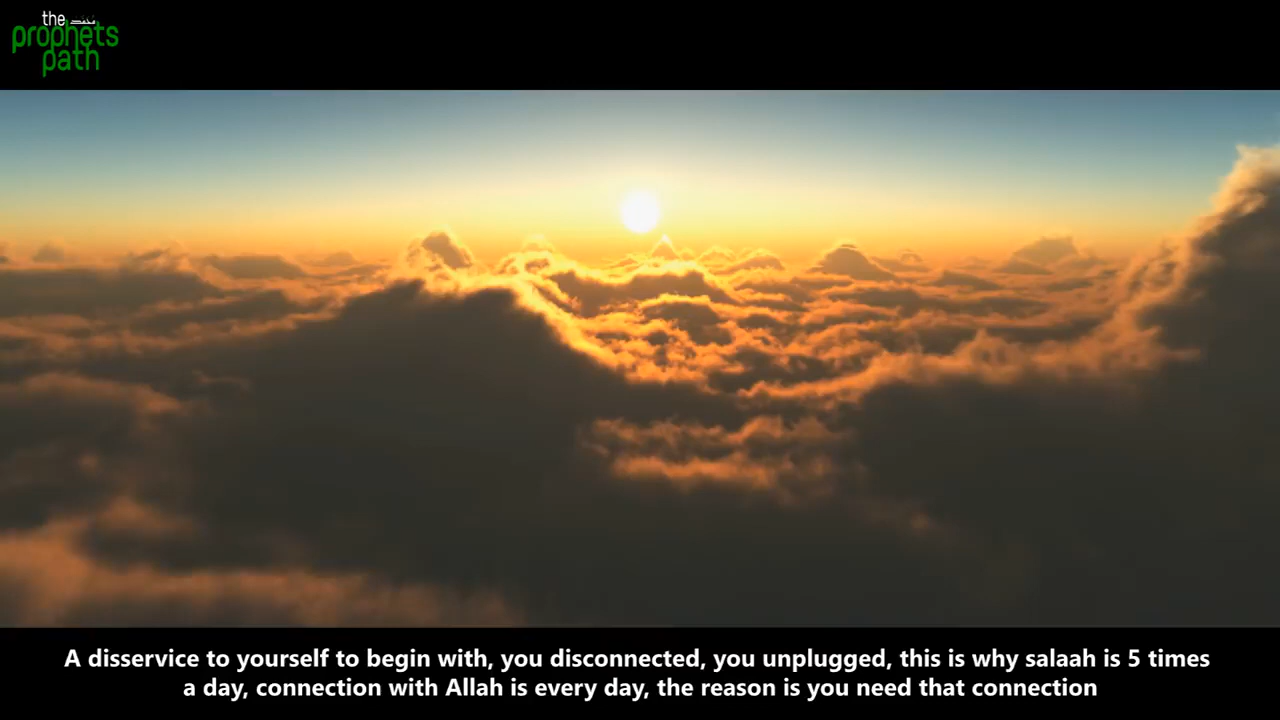 the محمد
prophets
path
A disservice to yourself to begin with, you disconnected, you unplugged, this is why salaah is 5 times
a day, connection with Allah is every day, the reason is you need that connection